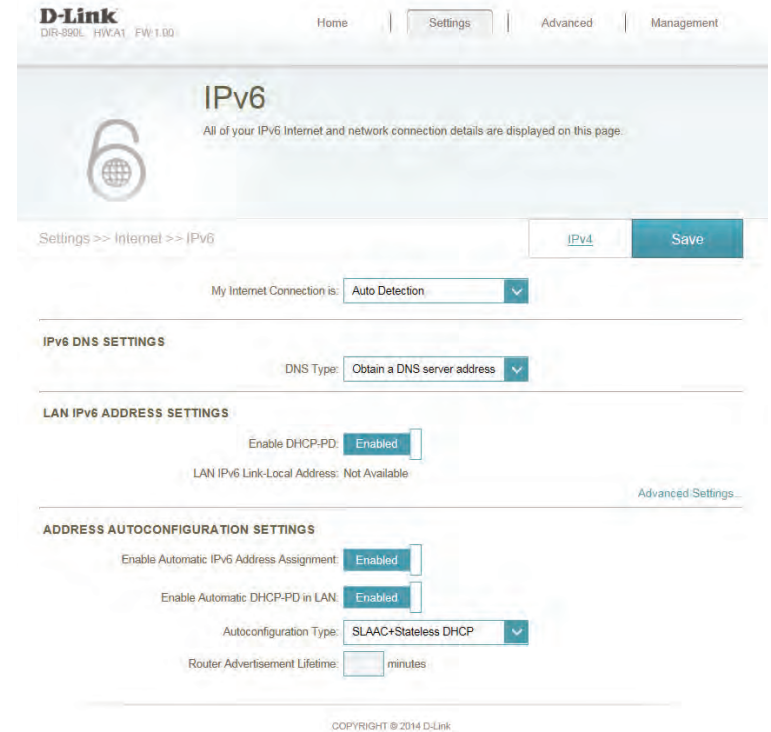 D-Link
DIR-890L HW:A1 FW:1.00
Home Settings Advanced Management
IPv6
All of your IPv6 Internet and network connection details are displayed on this page.
Settings >> Internet >> IPv6
IPv4
Save
My Internet Connection is: Auto Detection
IPv6 DNS SETTINGS
DNS Type: Obtain a DNS server address
LAN IPv6 ADDRESS SETTINGS
Enable DHCP-PD: Enabled
LAN IPv6 Link-Local Address: Not Available
Advanced Settings...
ADDRESS AUTOCONFIGURATION SETTINGS
Enable Automatic IPv6 Address Assignment: Enabled
Enable Automatic DHCP-PD in LAN: Enabled
Autoconfiguration Type: SLAAC+Stateless DHCP
Router Advertisement Lifetime: minutes
COPYRIGHT © 2014 D-Link